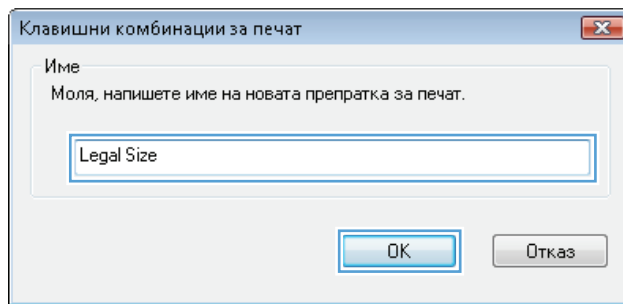 Клавишни комбинации за печат
Име
Моля, напишете име на новата препратка за печат.
Legal Size
OK
Отказ